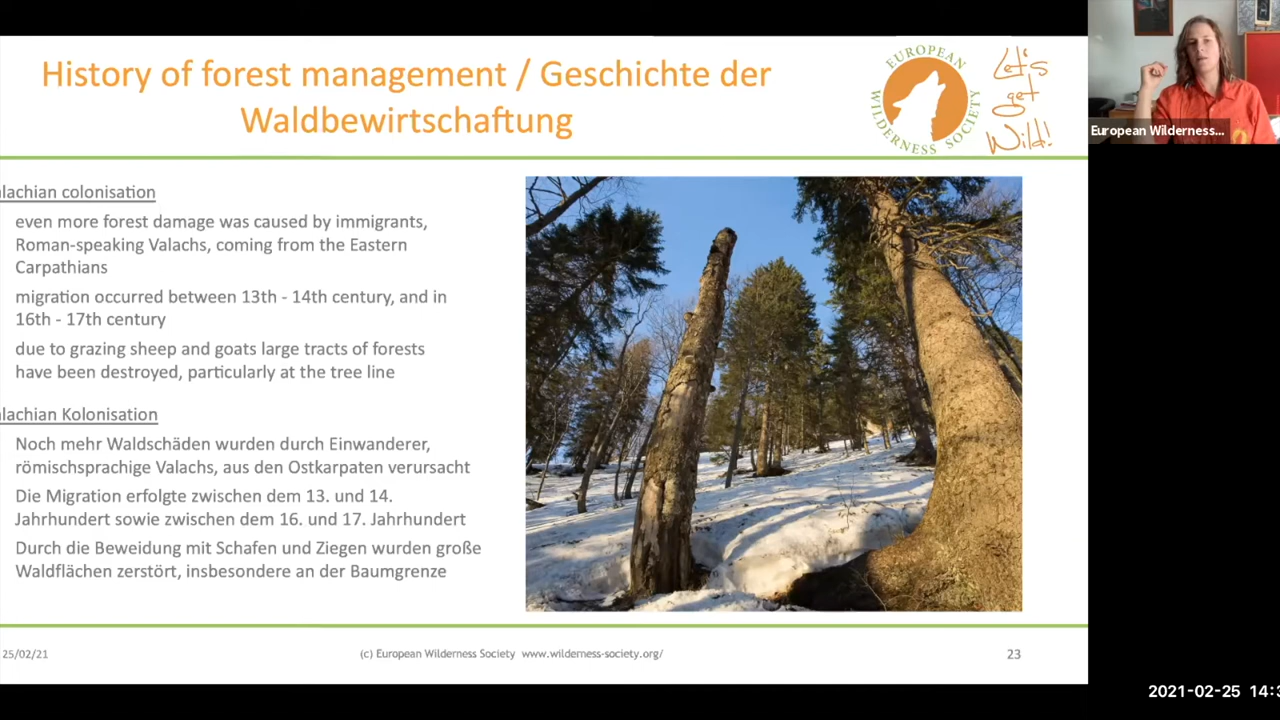 History of forest management / Geschichte der
Waldbewirtschaftung
EUROPEAN
WILDERNESS SOCIETY
Let's
get
Wild!
European Wilderness...
lachian colonisation
even more forest damage was caused by immigrants,
Roman-speaking Valachs, coming from the Eastern
Carpathians
migration occurred between 13th - 14th century, and in
16th - 17th century
due to grazing sheep and goats large tracts of forests
have been destroyed, particularly at the tree line
lachian Kolonisation
Noch mehr Waldschäden wurden durch Einwanderer,
römischsprachige Valachs, aus den Ostkarpaten verursacht
Die Migration erfolgte zwischen dem 13. und 14.
Jahrhundert sowie zwischen dem 16. und 17. Jahrhundert
Durch die Beweidung mit Schafen und Ziegen wurden große
Waldflächen zerstört, insbesondere an der Baumgrenze
25/02/21
(c) European Wilderness Society www.wilderness-society.org/
23
2021-02-25 14:3